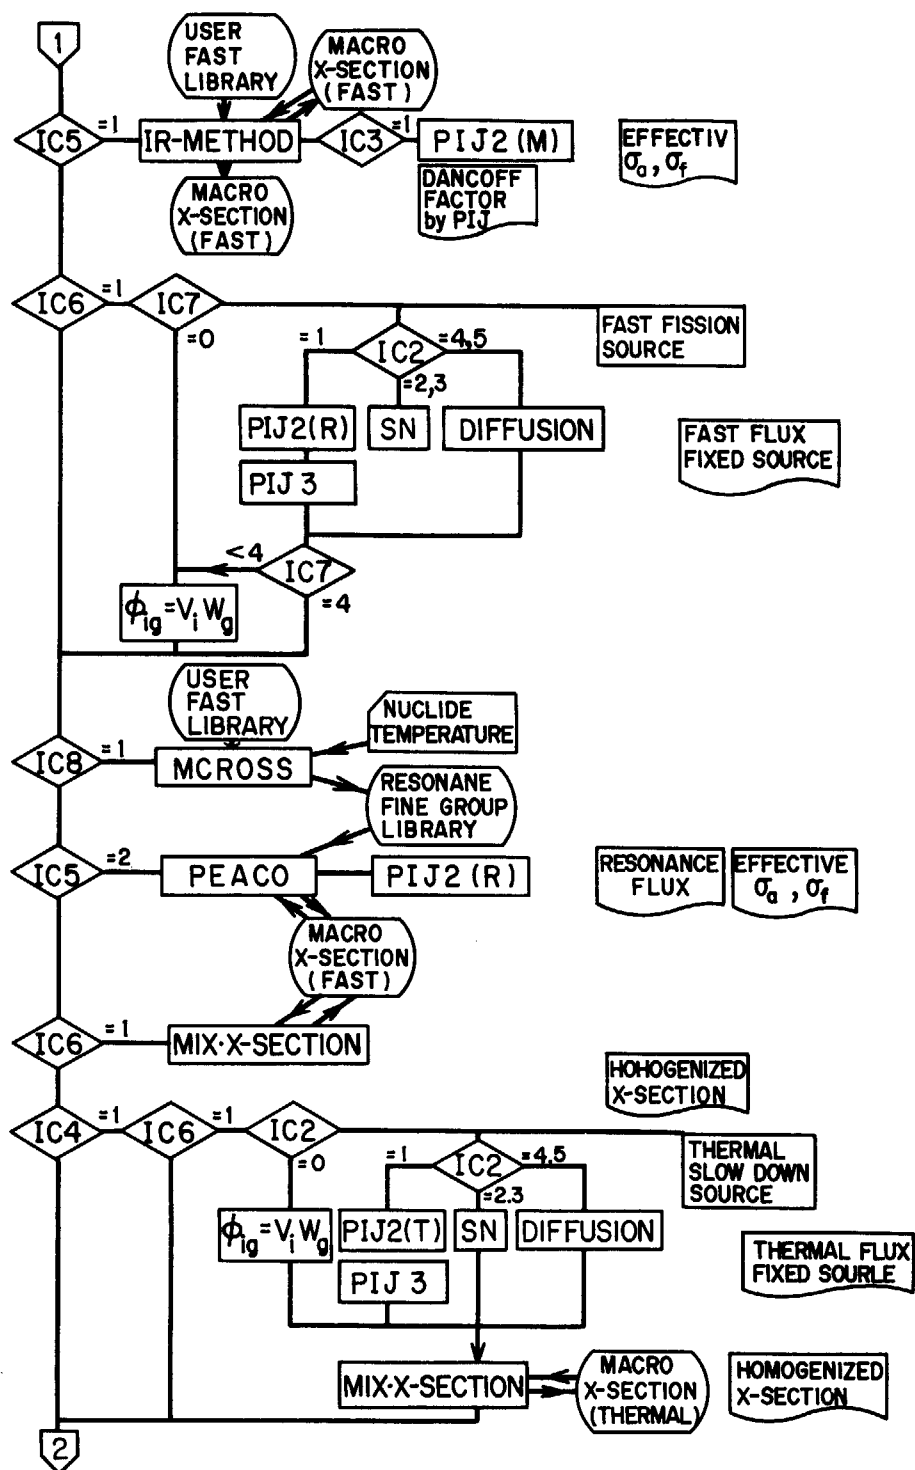 1
USER
FAST
LIBRARY
MACRO
X-SECTION
(FAST)
IC5
=1
IR-METHOD
IC3
=1
PIJ2(M)
EFFECTIV
σa, σf
MACRO
X-SECTION
(FAST)
DANCOFF
FACTOR
by PIJ
IC6
=1
IC7
=0
FAST FISSION
SOURCE
=1
IC2
=4,5
=2,3
PIJ2(R)
SN
DIFFUSION
FAST FLUX
FIXED SOURCE
PIJ 3
<4
IC7
=4
ϕig=ViWg
USER
FAST
LIBRARY
NUCLIDE
TEMPERATURE
IC8
=1
MCROSS
RESONANE
FINE GROUP
LIBRARY
IC5
=2
PEACO
PIJ2(R)
RESONANCE
FLUX
EFFECTIVE
σa, σf
MACRO
X-SECTION
(FAST)
IC6
=1
MIX·X-SECTION
HOHOGENIZED
X-SECTION
IC4
=1
IC6
=1
IC2
=0
THERMAL
SLOW DOWN
SOURCE
=1
IC2
=4,5
=2.3
ϕig=ViWg
PIJ2(T)
SN
DIFFUSION
THERMAL FLUX
FIXED SOURLE
PIJ 3
MIX·X-SECTION
MACRO
X-SECTION
(THERMAL)
HOMOGENIZED
X-SECTION
2